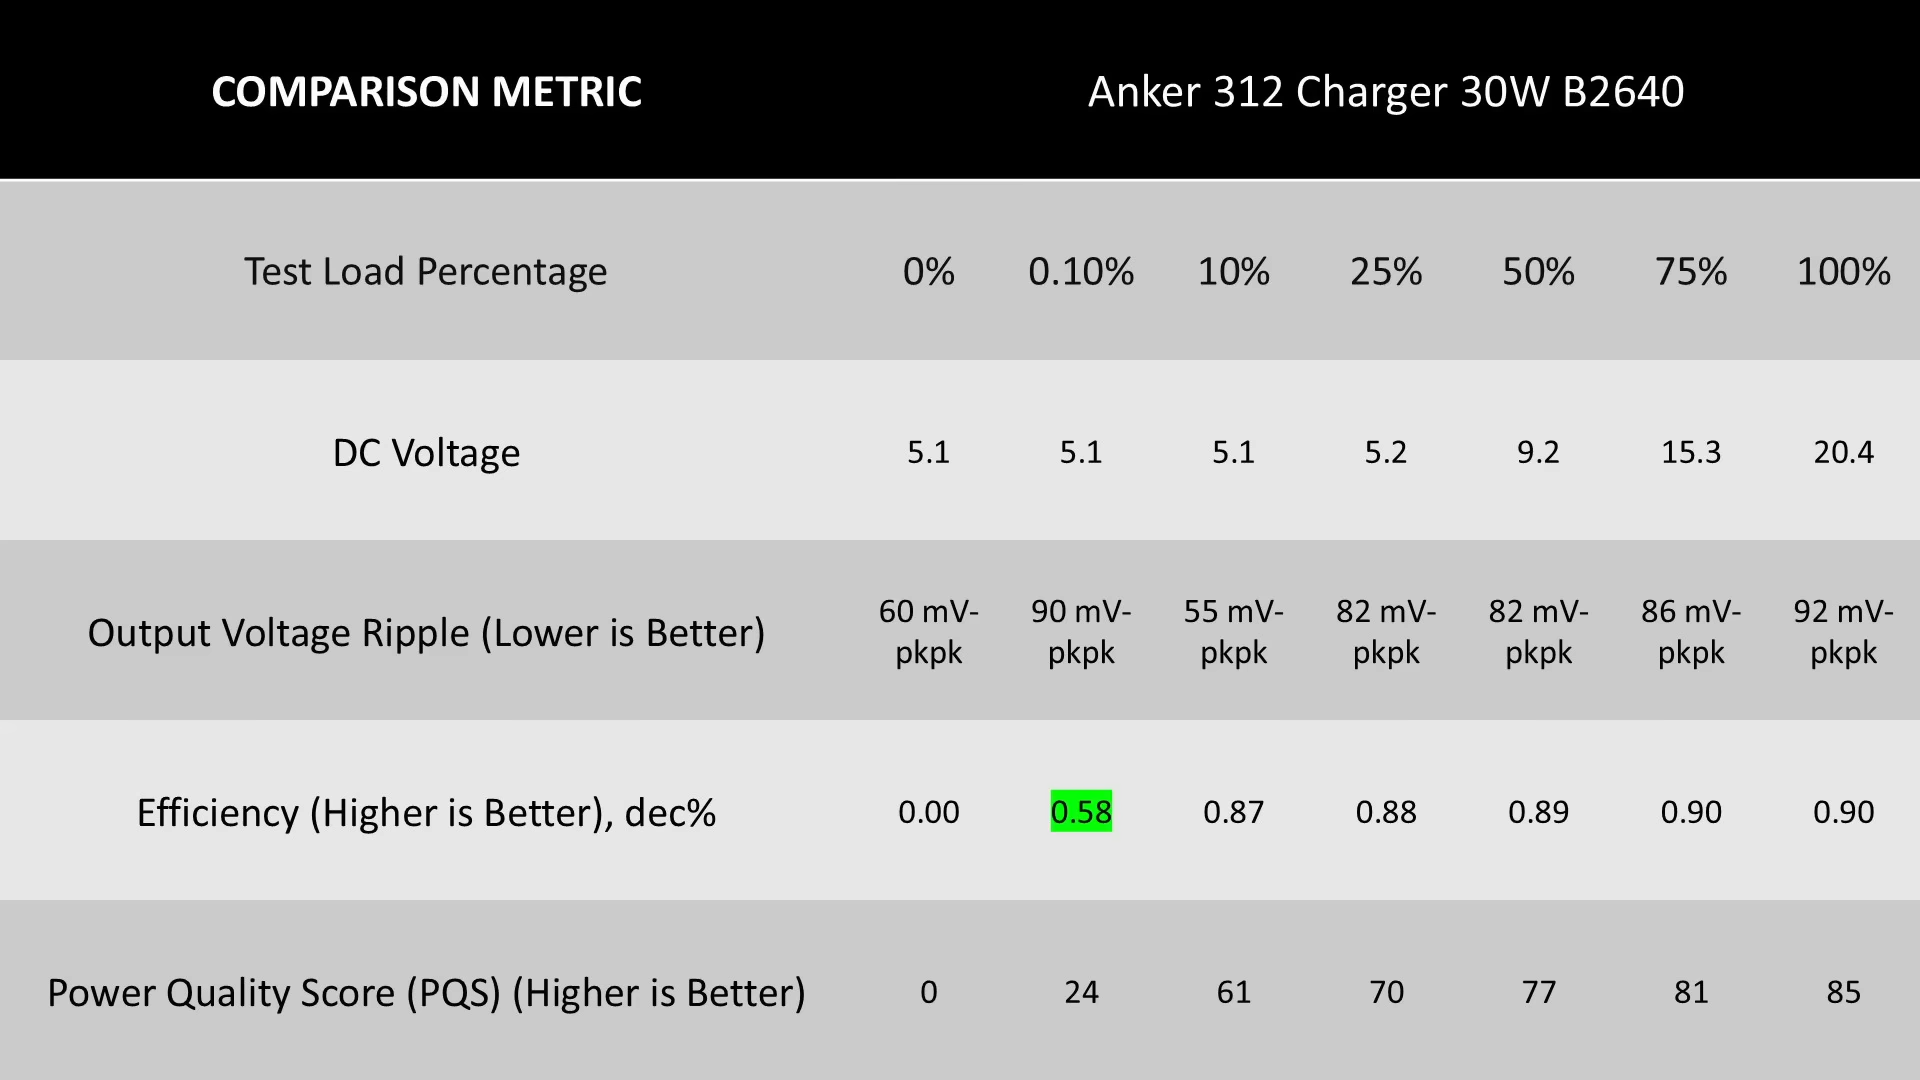 COMPARISON METRIC Anker 312 Charger 30W B2640
Test Load Percentage 0% 0.10% 10% 25% 50% 75% 100%
DC Voltage 5.1 5.1 5.1 5.2 9.2 15.3 20.4
Output Voltage Ripple (Lower is Better) 60 mV-pkpk 90 mV-pkpk 55 mV-pkpk 82 mV-pkpk 82 mV-pkpk 86 mV-pkpk 92 mV-pkpk
Efficiency (Higher is Better), dec% 0.00 0.58 0.87 0.88 0.89 0.90 0.90
Power Quality Score (PQS) (Higher is Better) 0 24 61 70 77 81 85